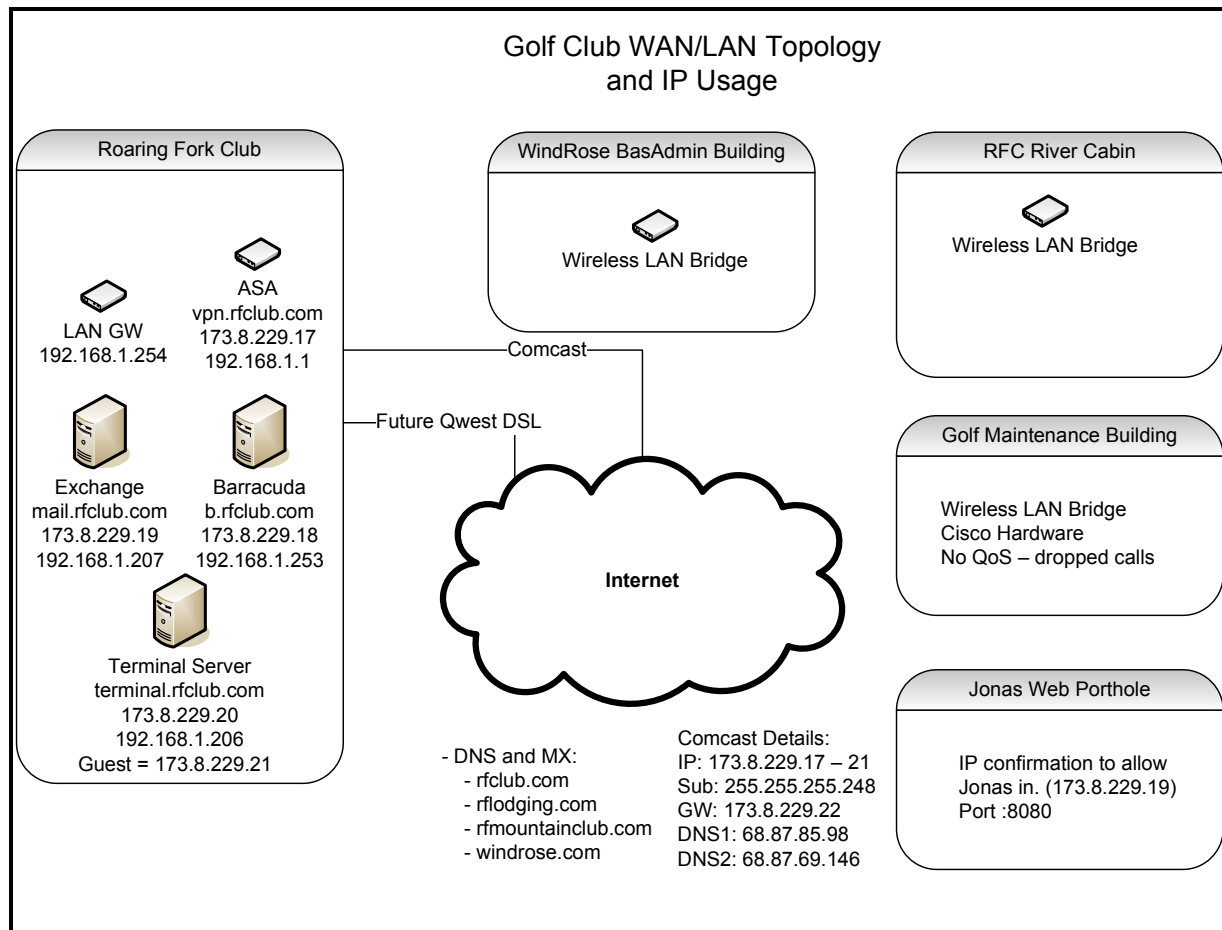 Golf Club WAN/LAN Topology
and IP Usage
Roaring Fork Club
LAN GW
192.168.1.254
ASA
vpn.rfclub.com
173.8.229.17
192.168.1.1
Exchange
mail.rfclub.com
173.8.229.19
192.168.1.207
Barracuda
b.rfclub.com
173.8.229.18
192.168.1.253
Terminal Server
terminal.rfclub.com
173.8.229.20
192.168.1.206
Guest = 173.8.229.21
WindRose BasAdmin Building
Wireless LAN Bridge
RFC River Cabin
Wireless LAN Bridge
Comcast
Future Qwest DSL
Internet
Golf Maintenance Building
Wireless LAN Bridge
Cisco Hardware
No QoS – dropped calls
- DNS and MX:
- rfclub.com
- rflodging.com
- rfmountainclub.com
- windrose.com
Comcast Details:
IP: 173.8.229.17 – 21
Sub: 255.255.255.248
GW: 173.8.229.22
DNS1: 68.87.85.98
DNS2: 68.87.69.146
Jonas Web Porthole
IP confirmation to allow
Jonas in. (173.8.229.19)
Port :8080